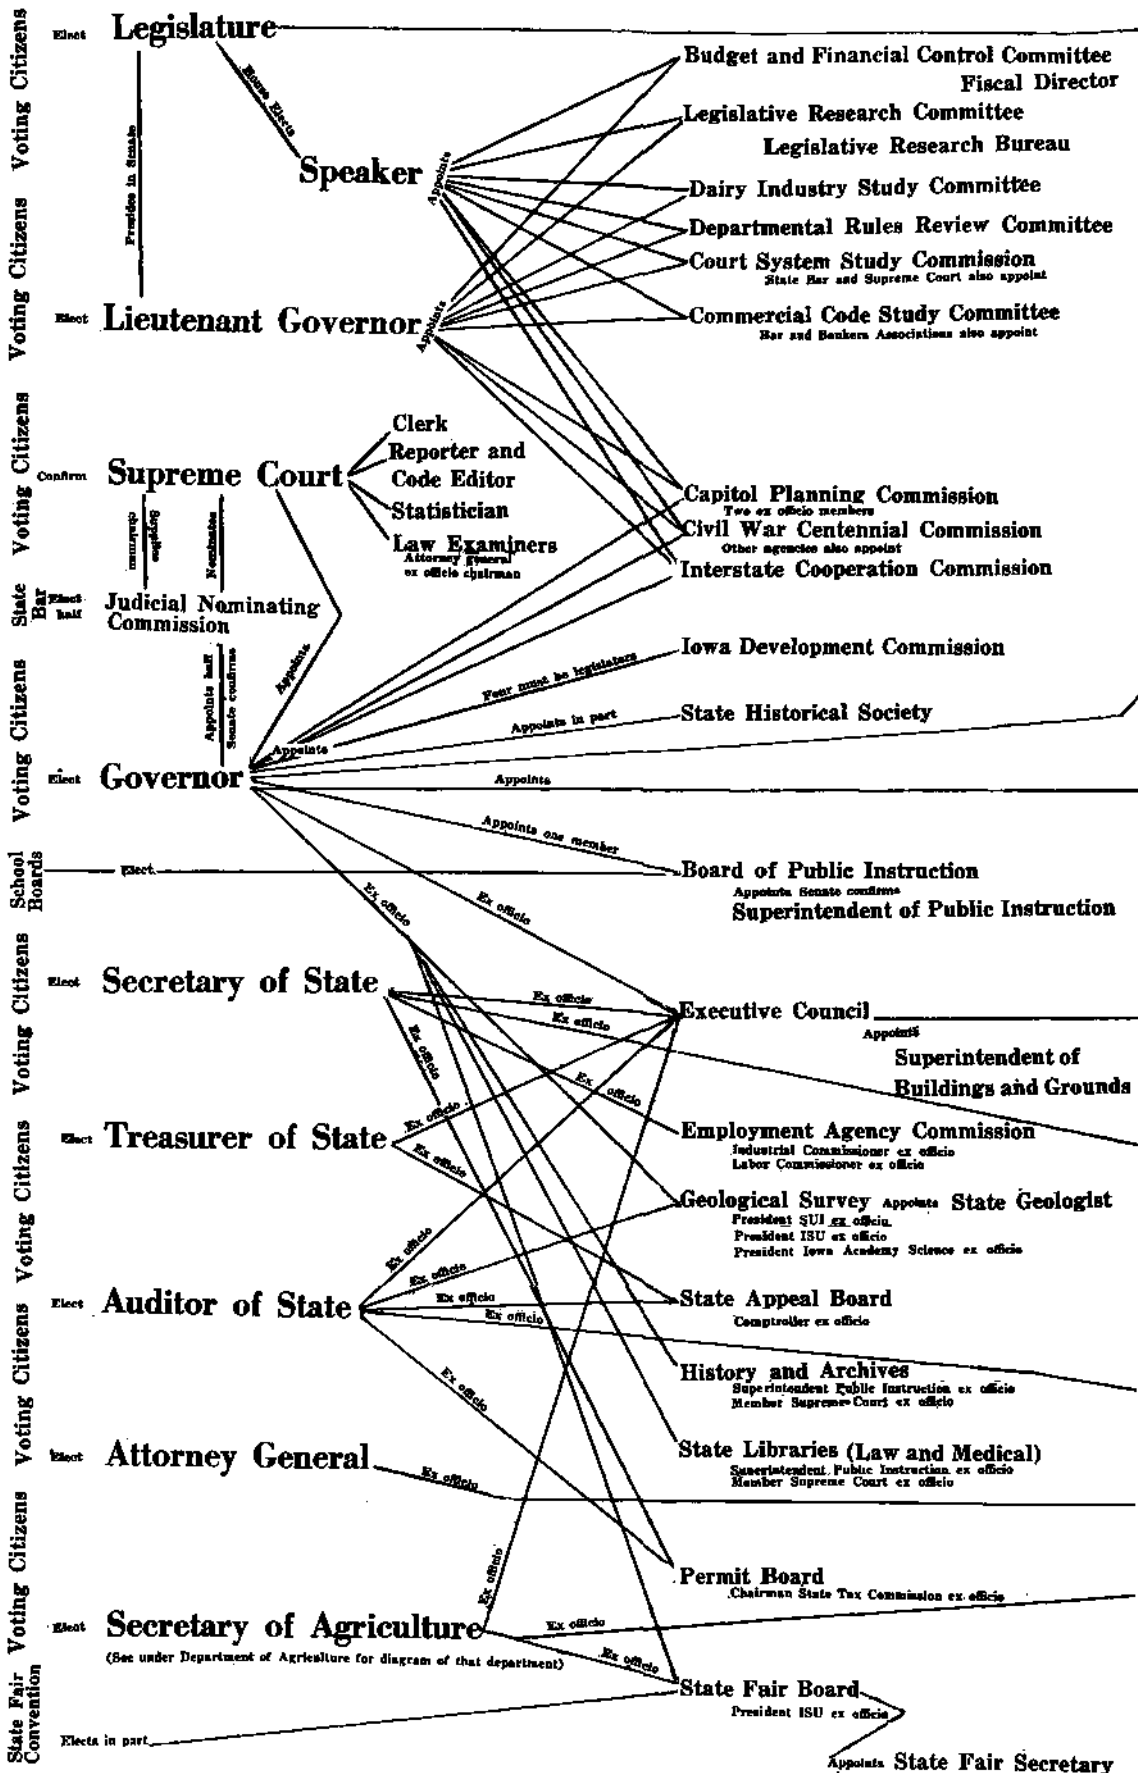 Voting Citizens
Elect
Legislature
House Elects
Presides in Senate
Budget and Financial Control Committee
Fiscal Director
Legislative Research Committee
Legislative Research Bureau
Speaker
Appoints
Dairy Industry Study Committee
Departmental Rules Review Committee
Court System Study Commission
State Bar and Supreme Court also appoint
Voting Citizens
Elect
Lieutenant Governor
Appoints
Commercial Code Study Committee
Bar and Bankers Associations also appoint
Voting Citizens
Confirm
Supreme Court
Clerk
Reporter and
Code Editor
Statistician
Law Examiners
Attorney general
ex officio chairman
Supplies
chairman
Nominates
Capitol Planning Commission
Two ex officio members
Civil War Centennial Commission
Other agencies also appoint
Interstate Cooperation Commission
State
Bar
Elect
half
Judicial Nominating
Commission
Appoints half
Senate confirms
Appoints
Iowa Development Commission
Four must be legislators
State Historical Society
Appoints in part
Voting Citizens
Elect
Governor
Appoints
Appoints
Appoints one member
School
Boards
Elect
Board of Public Instruction
Appoints Senate confirms
Superintendent of Public Instruction
Ex officio
Ex officio
Voting Citizens
Elect
Secretary of State
Ex officio
Ex officio
Ex officio
Ex officio
Executive Council
Appoints
Superintendent of
Buildings and Grounds
Voting Citizens
Elect
Treasurer of State
Ex officio
Ex officio
Employment Agency Commission
Industrial Commissioner ex officio
Labor Commissioner ex officio
Geological Survey Appoints State Geologist
President SUI ex officio
President ISU ex officio
President Iowa Academy Science ex officio
Voting Citizens
Elect
Auditor of State
Ex officio
Ex officio
Ex officio
Ex officio
Ex officio
State Appeal Board
Comptroller ex officio
History and Archives
Superintendent Public Instruction ex officio
Member Supreme Court ex officio
Voting Citizens
Elect
Attorney General
Ex officio
State Libraries (Law and Medical)
Superintendent Public Instruction ex officio
Member Supreme Court ex officio
Permit Board
Chairman State Tax Commission ex officio
Voting Citizens
Elect
Secretary of Agriculture
(See under Department of Agriculture for diagram of that department)
Ex officio
Ex officio
Ex officio
State Fair
Convention
Elects in part
State Fair Board
President ISU ex officio
Appoints State Fair Secretary